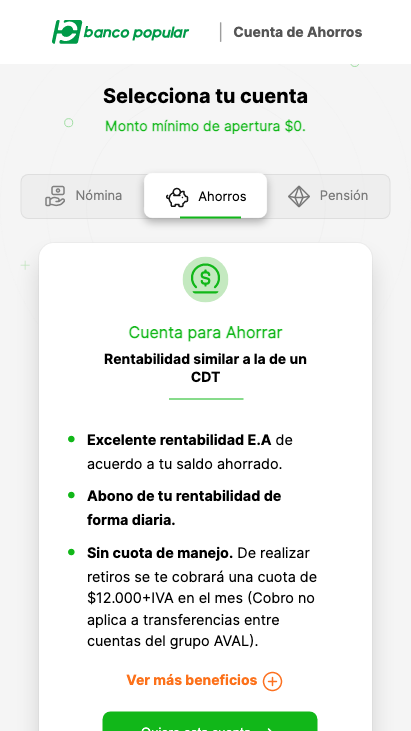 banco popular | Cuenta de Ahorros
Selecciona tu cuenta
Monto mínimo de apertura $0.
Nómina Ahorros Pensión
Cuenta para Ahorrar
Rentabilidad similar a la de un
CDT
Excelente rentabilidad E.A de
acuerdo a tu saldo ahorrado.
Abono de tu rentabilidad de
forma diaria.
Sin cuota de manejo. De realizar
retiros se te cobrará una cuota de
$12.000+IVA en el mes (Cobro no
aplica a transferencias entre
cuentas del grupo AVAL).
Ver más beneficios
Quiero esta cuenta